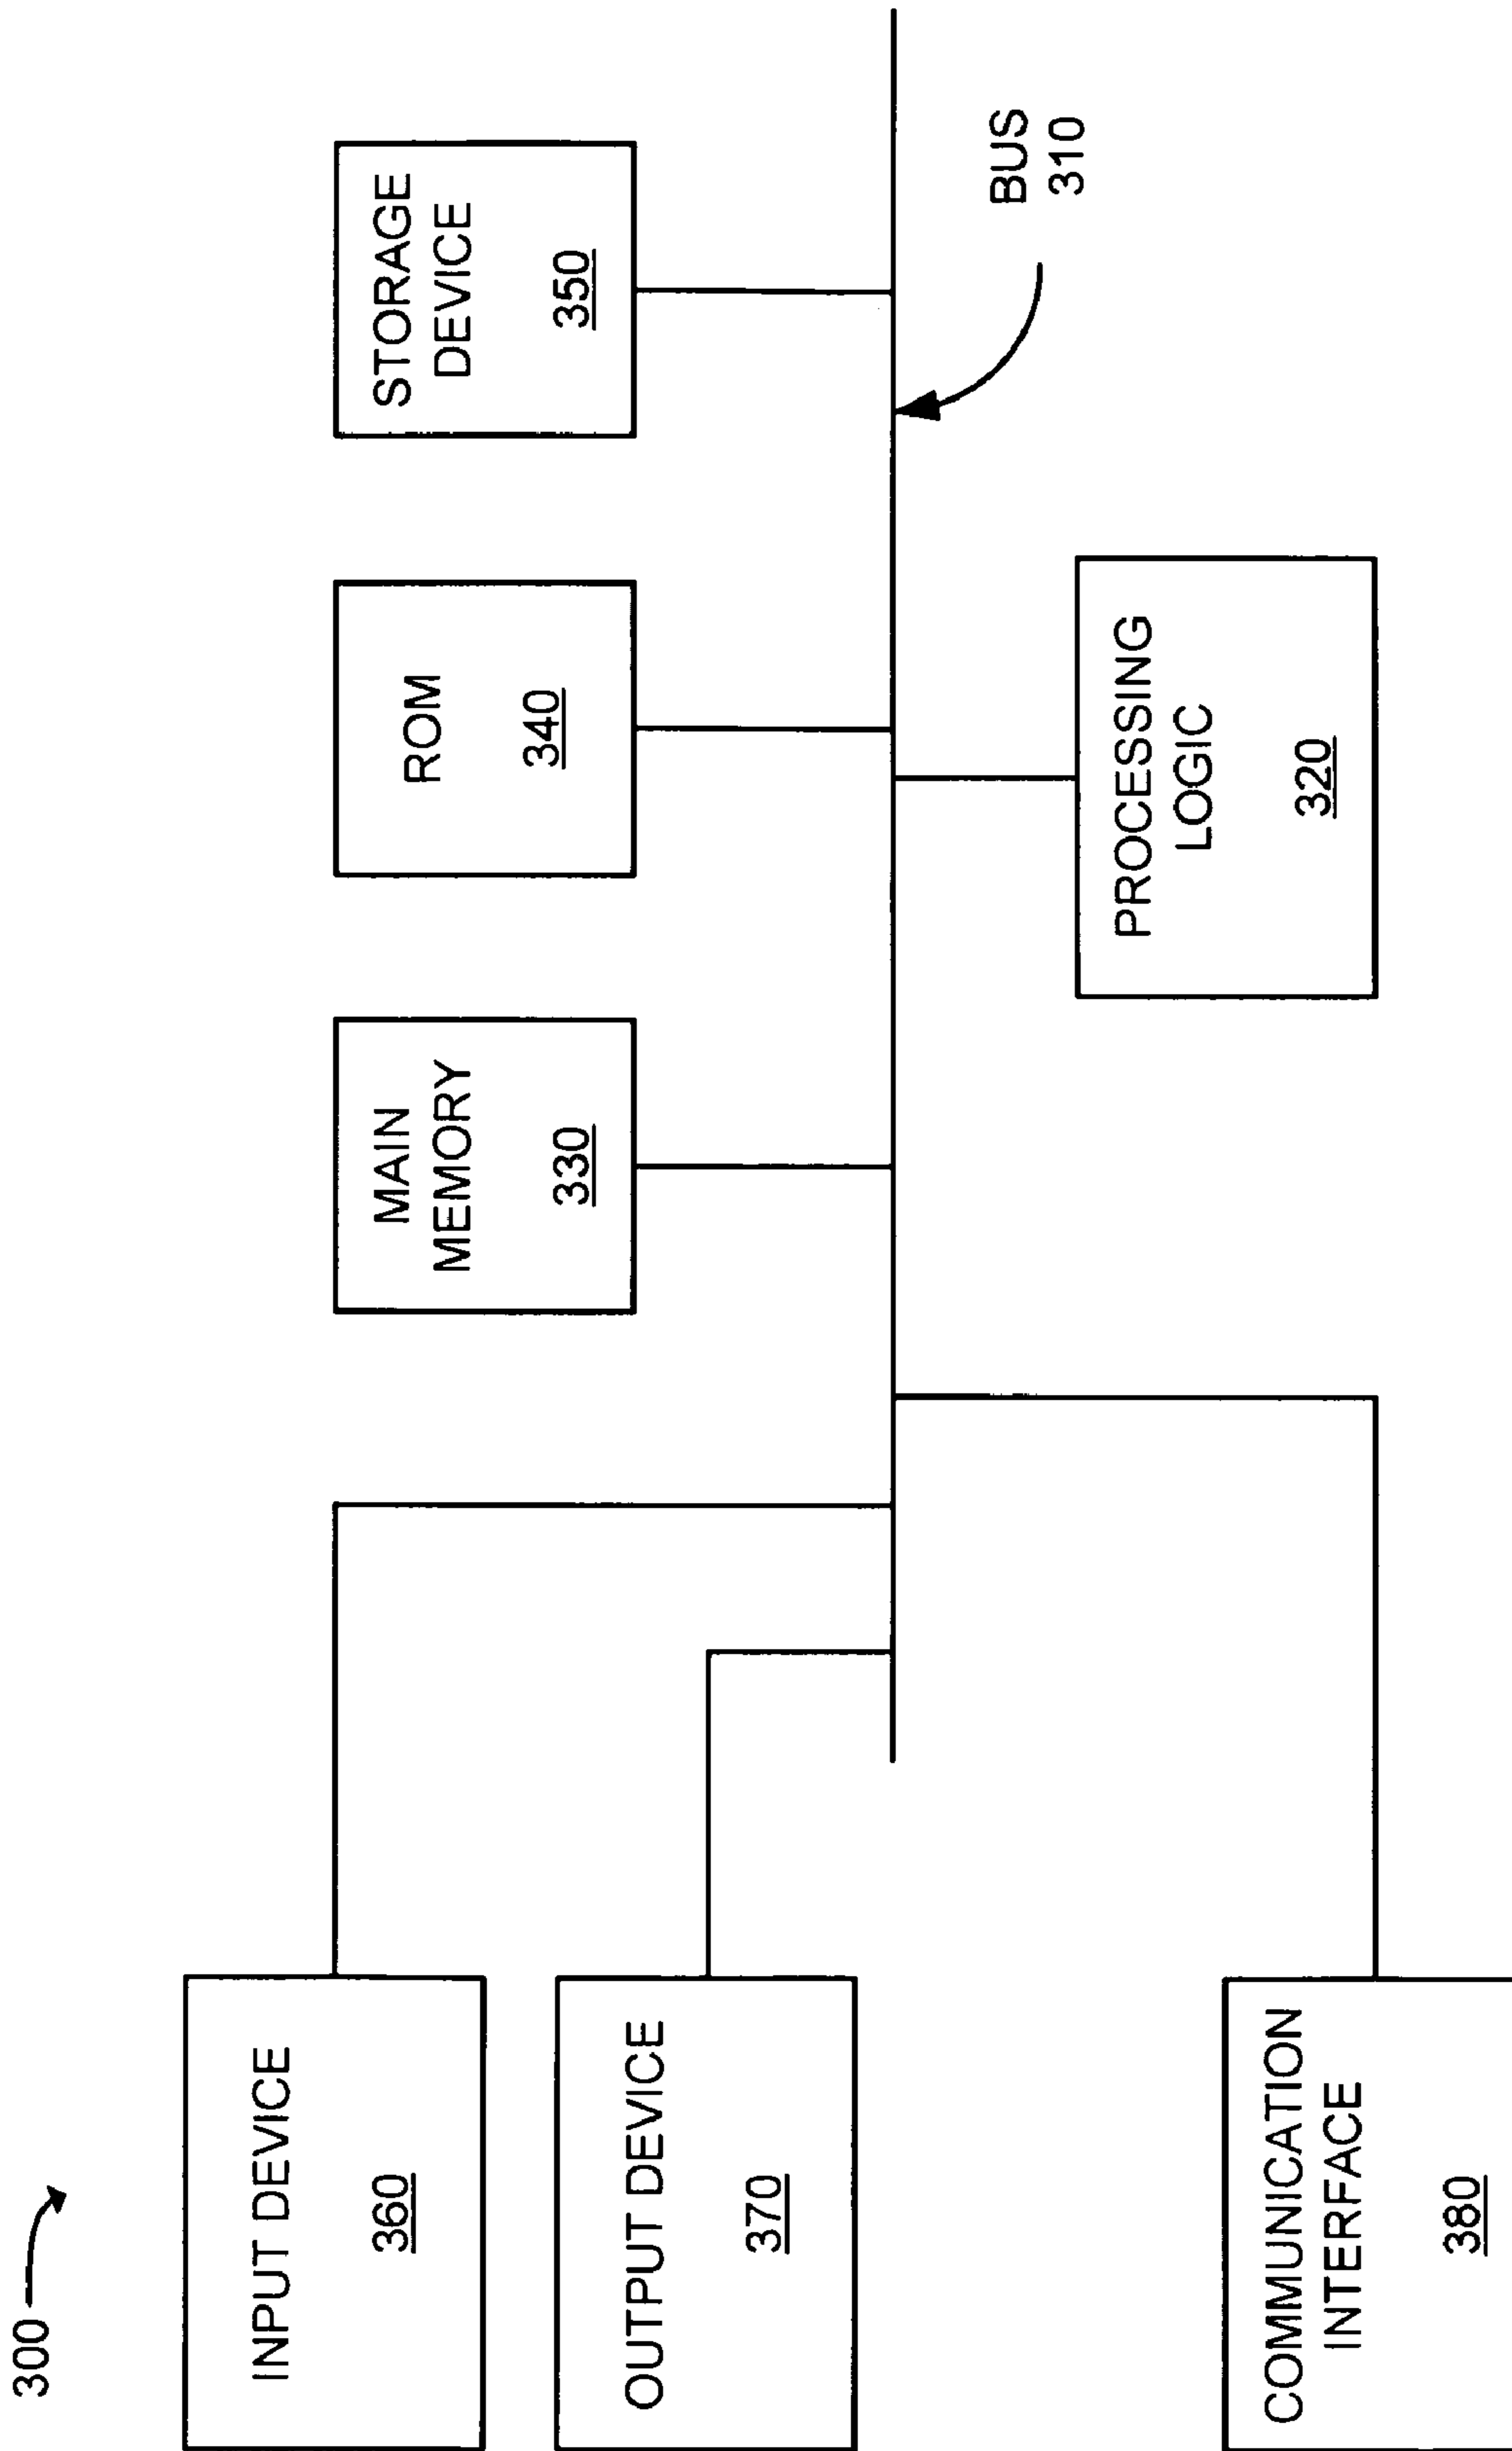 300
INPUT DEVICE
360
OUTPUT DEVICE
370
COMMUNICATION
INTERFACE
380
MAIN
MEMORY
330
ROM
340
STORAGE
DEVICE
350
PROCESSING
LOGIC
320
BUS
310